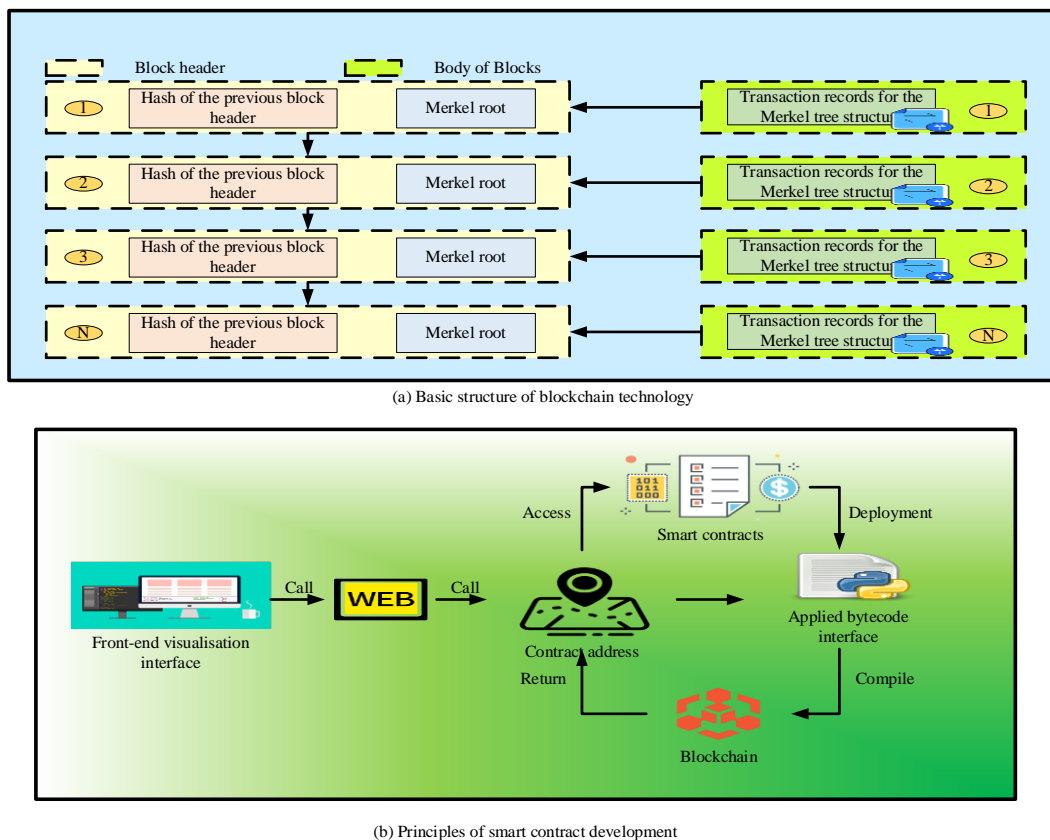 Block header
Body of Blocks
1
Hash of the previous block
header
Merkel root
Transaction records for the
Merkel tree structure
1
2
Hash of the previous block
header
Merkel root
Transaction records for the
Merkel tree structure
2
3
Hash of the previous block
header
Merkel root
Transaction records for the
Merkel tree structure
3
N
Hash of the previous block
header
Merkel root
Transaction records for the
Merkel tree structure
N
(a) Basic structure of blockchain technology
101
011
000
$
Access
Smart contracts
Deployment
Call
WEB
Call
Front-end visualisation
interface
Contract address
Applied bytecode
interface
Return
Compile
Blockchain
(b) Principles of smart contract development